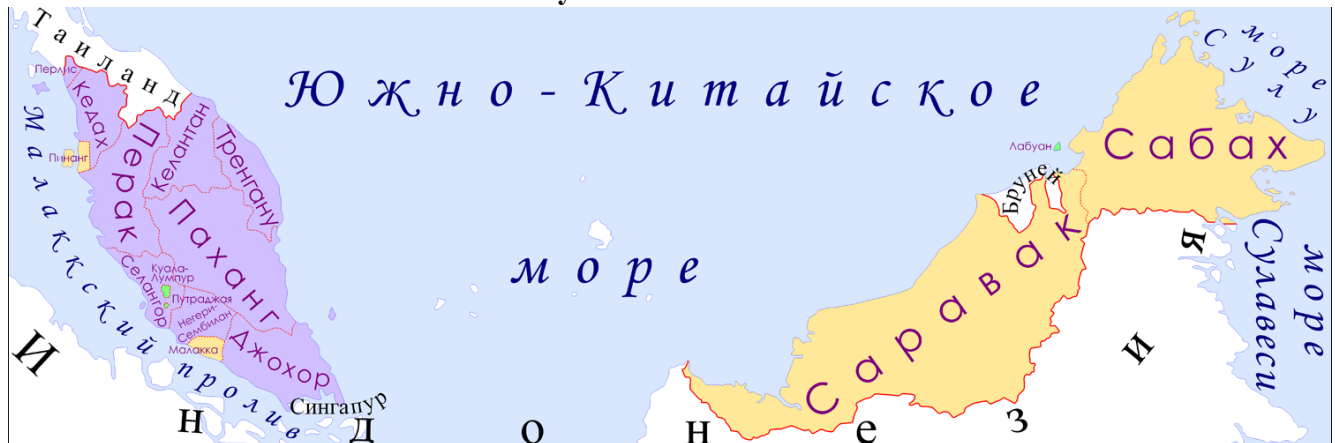 Таиланд
Перлис
Кедах
Пинанг
Перак
Келантан
Тренгану
Паханг
Селангор
Куала-
Лумпур
Путраджая
Негери-
Сембилан
Малакка
Джохор
Сингапур
Малаккский пролив
Южно-Китайское
море
Лабуан
Бруней
Сабах
Саравак
море
Сулу
море
Сулавеси
Индонезия